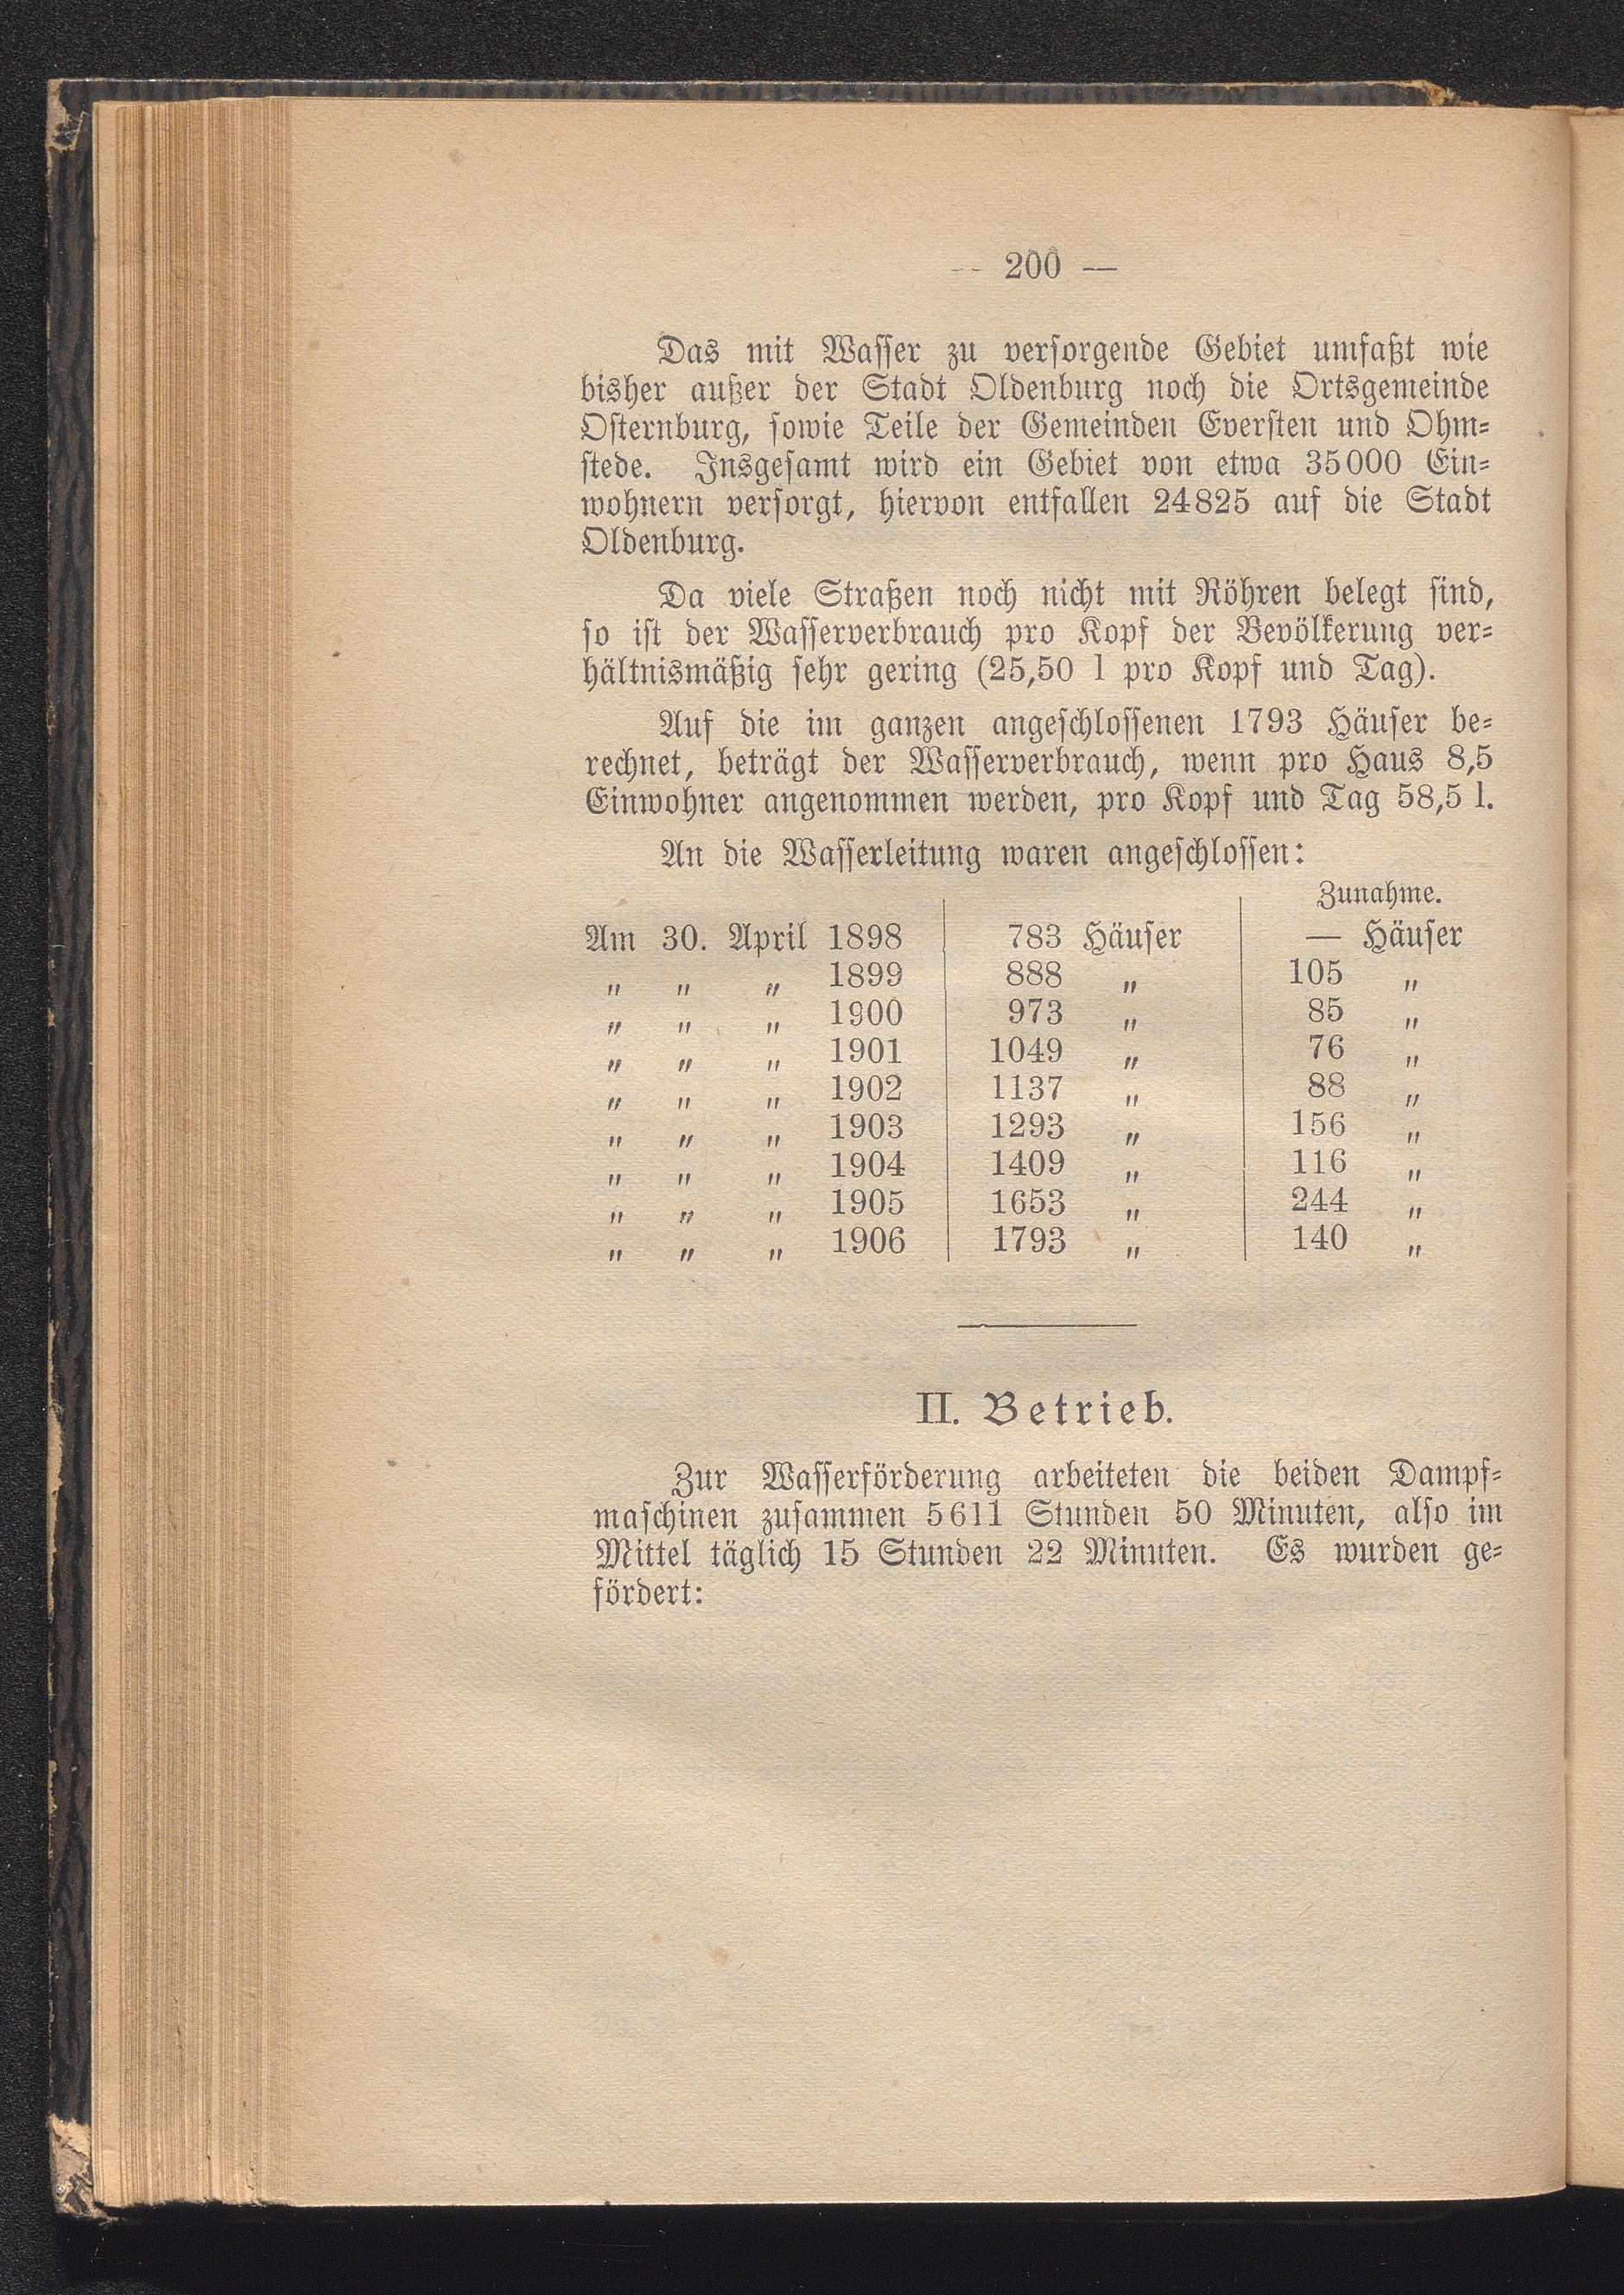 — 200 —
Das mit Wasser zu versorgende Gebiet umfaßt wie
bisher außer der Stadt Oldenburg noch die Ortsgemeinde
Osternburg, sowie Teile der Gemeinden Eversten und Ohm-
stede. Insgesamt wird ein Gebiet von etwa 35000 Ein-
wohnern versorgt, hiervon entfallen 24825 auf die Stadt
Oldenburg.
Da viele Straßen noch nicht mit Röhren belegt sind,
so ist der Wasserverbrauch pro Kopf der Bevölkerung ver-
hältnismäßig sehr gering (25,50 l pro Kopf und Tag).
Auf die im ganzen angeschlossenen 1793 Häuser be-
rechnet, beträgt der Wasserverbrauch, wenn pro Haus 8,5
Einwohner angenommen werden, pro Kopf und Tag 58,5 l.
An die Wasserleitung waren angeschlossen:
Zunahme.
Am 30. April 1898 783 Häuser — Häuser
„ „ „ 1899 888 „ 105 „
„ „ „ 1900 973 „ 85 „
„ „ „ 1901 1049 „ 76 „
„ „ „ 1902 1137 „ 88 „
„ „ „ 1903 1293 „ 156 „
„ „ „ 1904 1409 „ 116 „
„ „ „ 1905 1653 „ 244 „
„ „ „ 1906 1793 „ 140 „
II. Betrieb.
Zur Wasserförderung arbeiteten die beiden Dampf-
maschinen zusammen 5611 Stunden 50 Minuten, also im
Mittel täglich 15 Stunden 22 Minuten. Es wurden ge-
fördert: